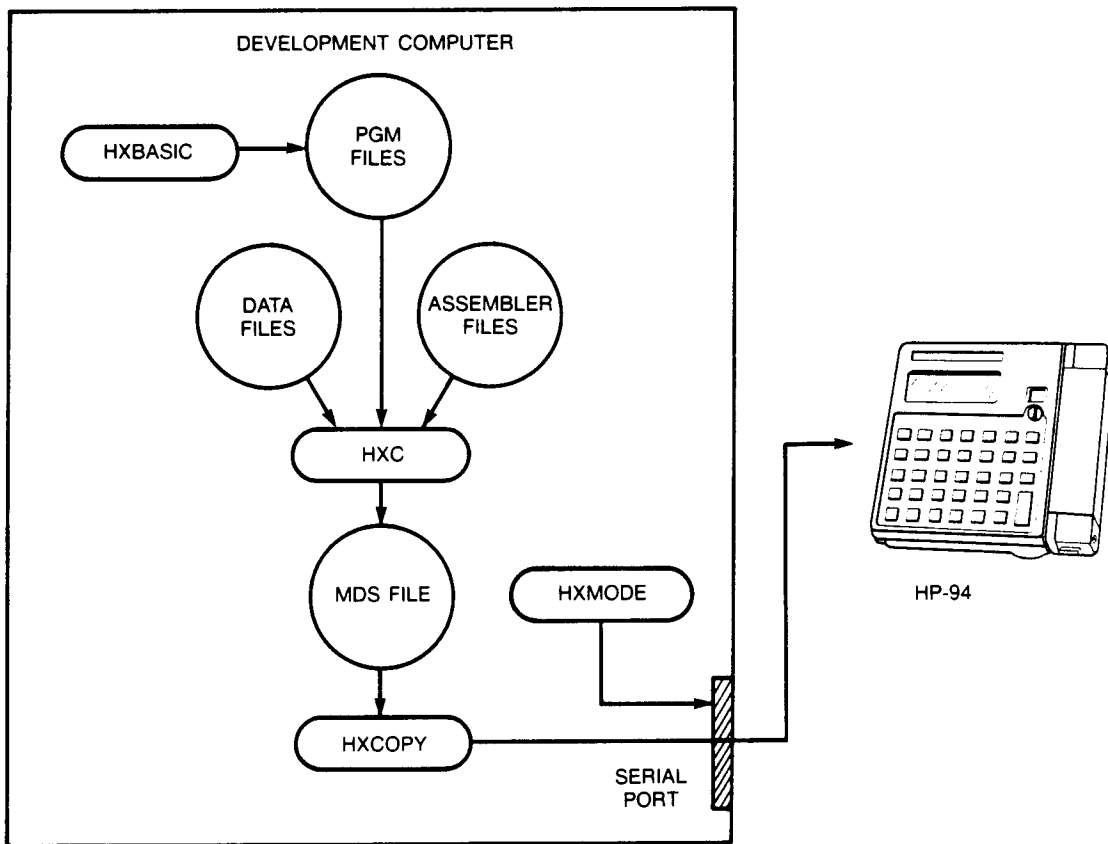 DEVELOPMENT COMPUTER
HXBASIC
PGM
FILES
DATA
FILES
ASSEMBLER
FILES
HXC
MDS FILE
HXMODE
HP-94
HXCOPY
SERIAL
PORT